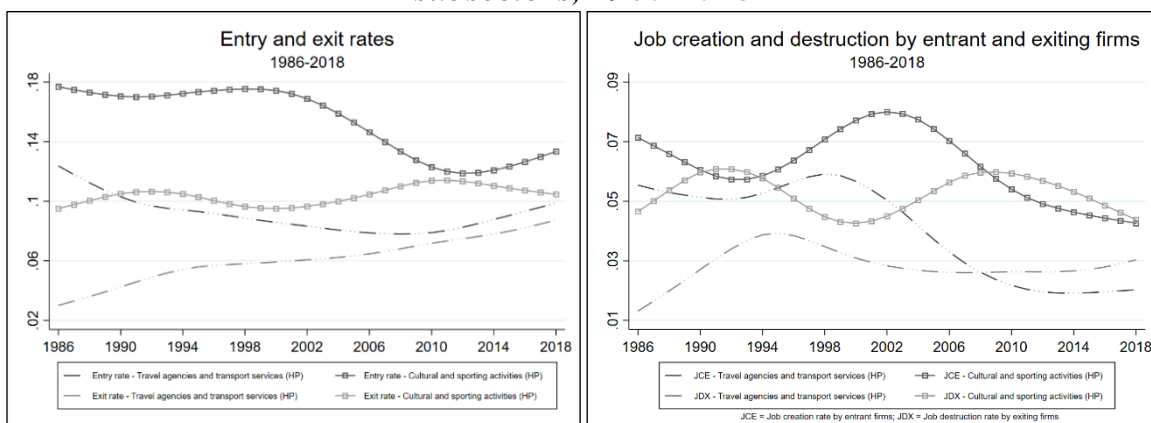 Entry and exit rates
1986-2018
.18
.14
.1
.06
.02
1986 1990 1994 1998 2002 2006 2010 2014 2018
Entry rate - Travel agencies and transport services (HP) Entry rate - Cultural and sporting activities (HP)
Exit rate - Travel agencies and transport services (HP) Exit rate - Cultural and sporting activities (HP)
Job creation and destruction by entrant and exiting firms
1986-2018
.09
.07
.05
.03
.01
1986 1990 1994 1998 2002 2006 2010 2014 2018
JCE - Travel agencies and transport services (HP) JCE - Cultural and sporting activities (HP)
JDX - Travel agencies and transport services (HP) JDX - Cultural and sporting activities (HP)
JCE = Job creation rate by entrant firms; JDX = Job destruction rate by exiting firms